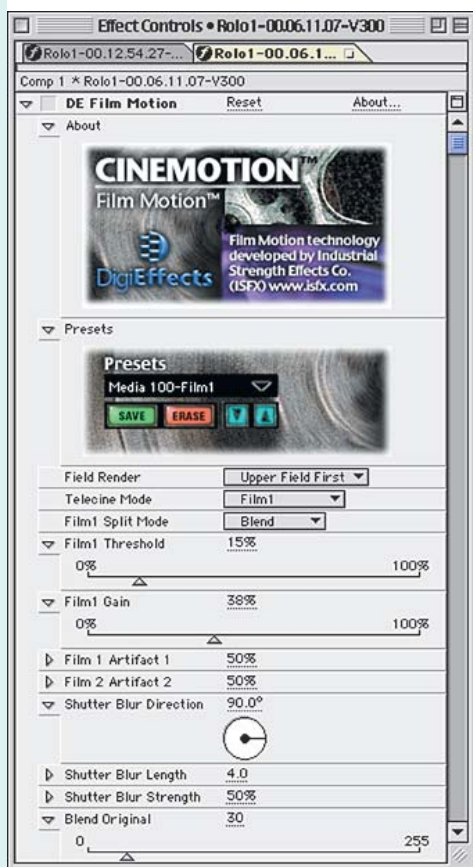 Effect Controls • Rolo1-00.06.11.07-V300
Rolo1-00.12.54.27-... Rolo1-00.06.1...
Comp 1 * Rolo1-00.06.11.07-V300
DE Film Motion Reset About...
About
CINEMOTION™
Film Motion™
DigiEffects
Film Motion technology
developed by Industrial
Strength Effects Co.
(ISFX) www.isfx.com
Presets
Presets
Media 100-Film1
SAVE ERASE
Field Render Upper Field First
Telecine Mode Film1
Film1 Split Mode Blend
Film1 Threshold 15%
0% 100%
Film1 Gain 38%
0% 100%
Film 1 Artifact 1 50%
Film 2 Artifact 2 50%
Shutter Blur Direction 90.0°
Shutter Blur Length 4.0
Shutter Blur Strength 50%
Blend Original 30
0 255